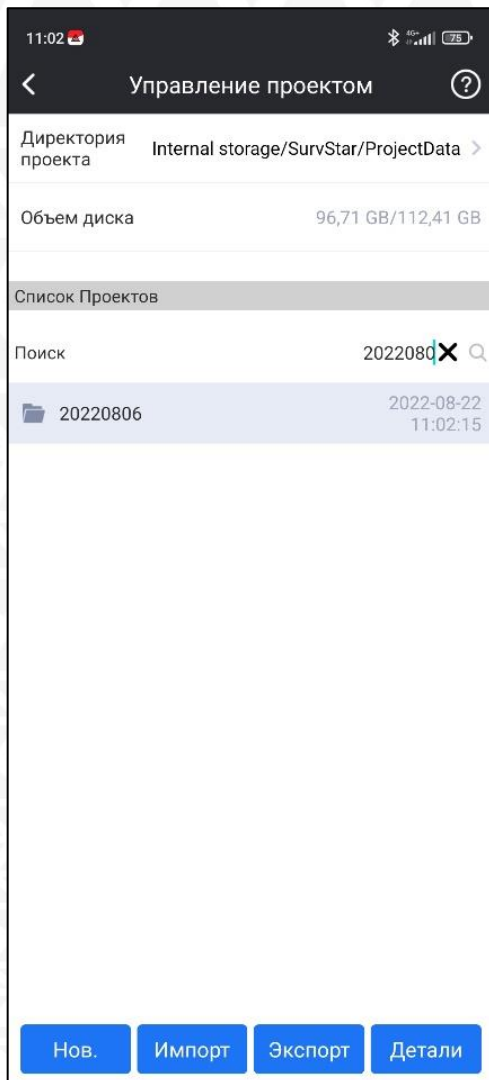 11:02 75
Управление проектом ?
Директория
проекта
Internal storage/SurvStar/ProjectData
Объем диска 96,71 GB/112,41 GB
Список Проектов
Поиск 2022080
20220806 2022-08-22
11:02:15
Нов. Импорт Экспорт Детали